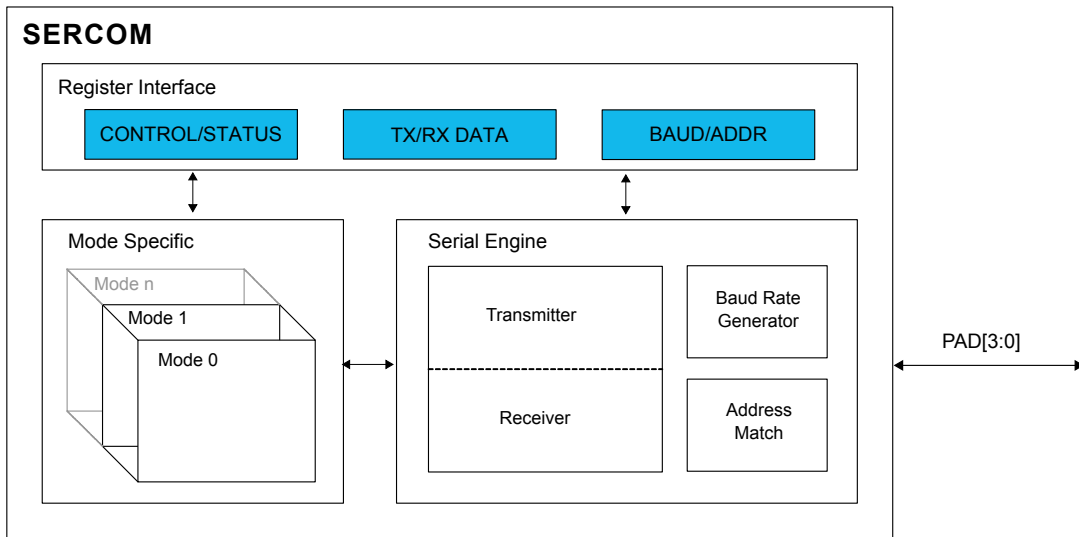 SERCOM
Register Interface
CONTROL/STATUS
TX/RX DATA
BAUD/ADDR
Mode Specific
Mode n
Mode 1
Mode 0
Serial Engine
Transmitter
Receiver
Baud Rate
Generator
Address
Match
PAD[3:0]